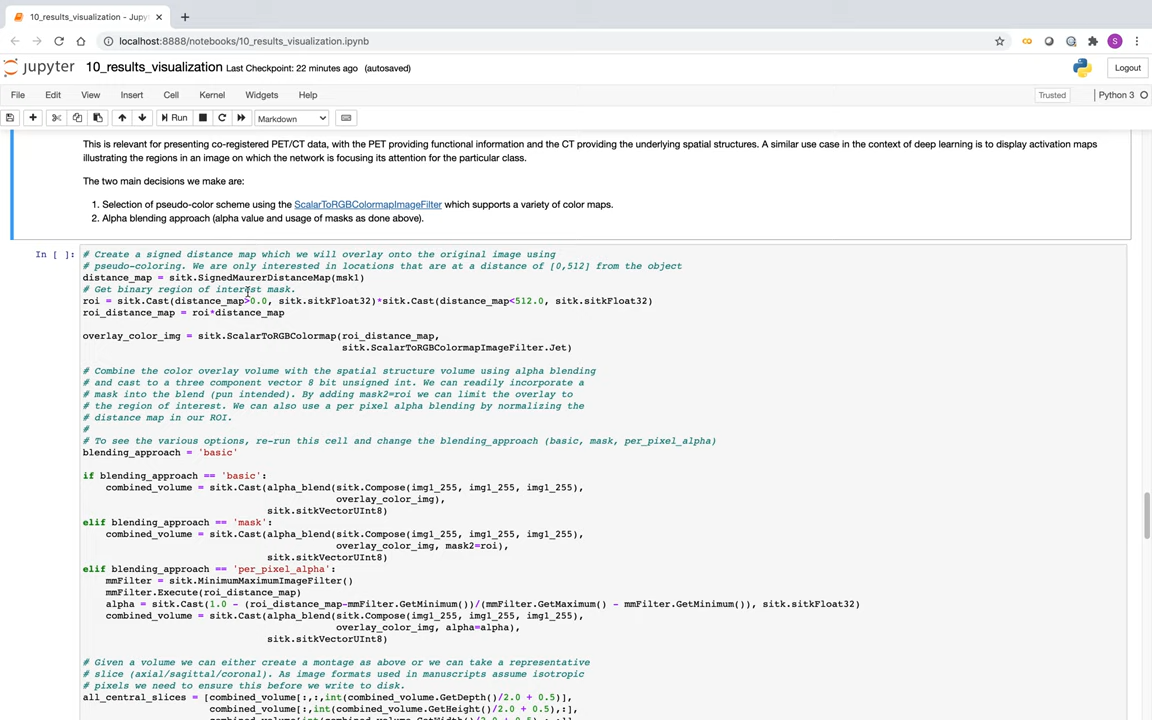 10_results_visualization - Jupyt
localhost:8888/notebooks/10_results_visualization.ipynb
S
jupyter 10_results_visualization Last Checkpoint: 22 minutes ago (autosaved)
Logout
File Edit View Insert Cell Kernel Widgets Help
Trusted Python 3
Run Markdown
This is relevant for presenting co-registered PET/CT data, with the PET providing functional information and the CT providing the underlying spatial structures. A similar use case in the context of deep learning is to display activation maps
illustrating the regions in an image on which the network is focusing its attention for the particular class.
The two main decisions we make are:
1. Selection of pseudo-color scheme using the ScalarToRGBColormapImageFilter which supports a variety of color maps.
2. Alpha blending approach (alpha value and usage of masks as done above).
In [ ]:
# Create a signed distance map which we will overlay onto the original image using
# pseudo-coloring. We are only interested in locations that are at a distance of [0,512] from the object
distance_map = sitk.SignedMaurerDistanceMap(msk1)
# Get binary region of interest mask.
roi = sitk.Cast(distance_map>0.0, sitk.sitkFloat32)*sitk.Cast(distance_map<512.0, sitk.sitkFloat32)
roi_distance_map = roi*distance_map
overlay_color_img = sitk.ScalarToRGBColormap(roi_distance_map,
sitk.ScalarToRGBColormapImageFilter.Jet)
# Combine the color overlay volume with the spatial structure volume using alpha blending
# and cast to a three component vector 8 bit unsigned int. We can readily incorporate a
# mask into the blend (pun intended). By adding mask2=roi we can limit the overlay to
# the region of interest. We can also use a per pixel alpha blending by normalizing the
# distance map in our ROI.
#
# To see the various options, re-run this cell and change the blending_approach (basic, mask, per_pixel_alpha)
blending_approach = 'basic'
if blending_approach == 'basic':
combined_volume = sitk.Cast(alpha_blend(sitk.Compose(img1_255, img1_255, img1_255),
overlay_color_img),
sitk.sitkVectorUInt8)
elif blending_approach == 'mask':
combined_volume = sitk.Cast(alpha_blend(sitk.Compose(img1_255, img1_255, img1_255),
overlay_color_img, mask2=roi),
sitk.sitkVectorUInt8)
elif blending_approach == 'per_pixel_alpha':
mmFilter = sitk.MinimumMaximumImageFilter()
mmFilter.Execute(roi_distance_map)
alpha = sitk.Cast(1.0 - (roi_distance_map-mmFilter.GetMinimum())/(mmFilter.GetMaximum() - mmFilter.GetMinimum()), sitk.sitkFloat32)
combined_volume = sitk.Cast(alpha_blend(sitk.Compose(img1_255, img1_255, img1_255),
overlay_color_img, alpha=alpha),
sitk.sitkVectorUInt8)
# Given a volume we can either create a montage as above or we can take a representative
# slice (axial/sagittal/coronal). As image formats used in manuscripts assume isotropic
# pixels we need to ensure this before we write to disk.
all_central_slices = [combined_volume[:,:,int(combined_volume.GetDepth()/2.0 + 0.5)],
combined_volume[:,int(combined_volume.GetHeight()/2.0 + 0.5),:],